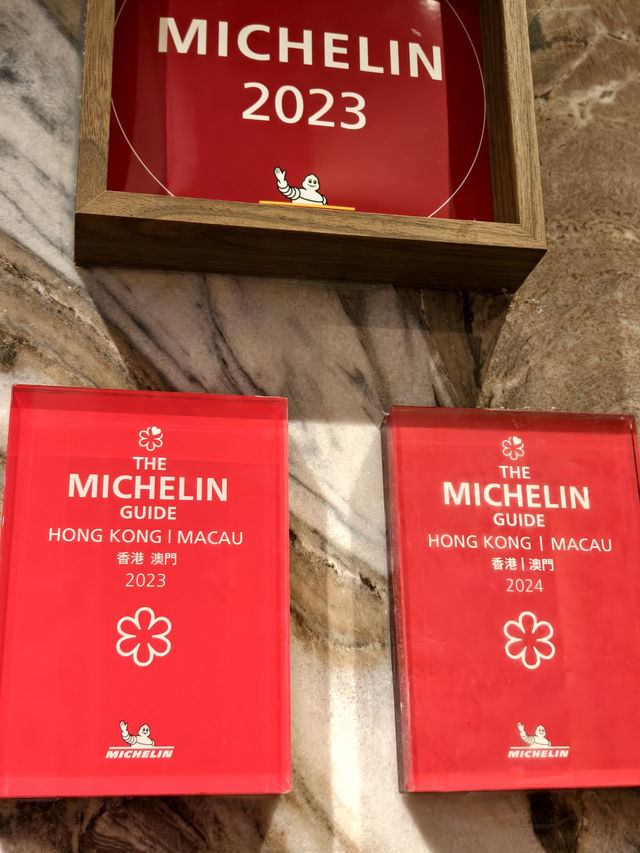 MICHELIN
2023
THE
MICHELIN
GUIDE
HONG KONG | MACAU
香港 澳門
2023
MICHELIN
THE
MICHELIN
GUIDE
HONG KONG | MACAU
香港 | 澳門
2024
MICHELIN